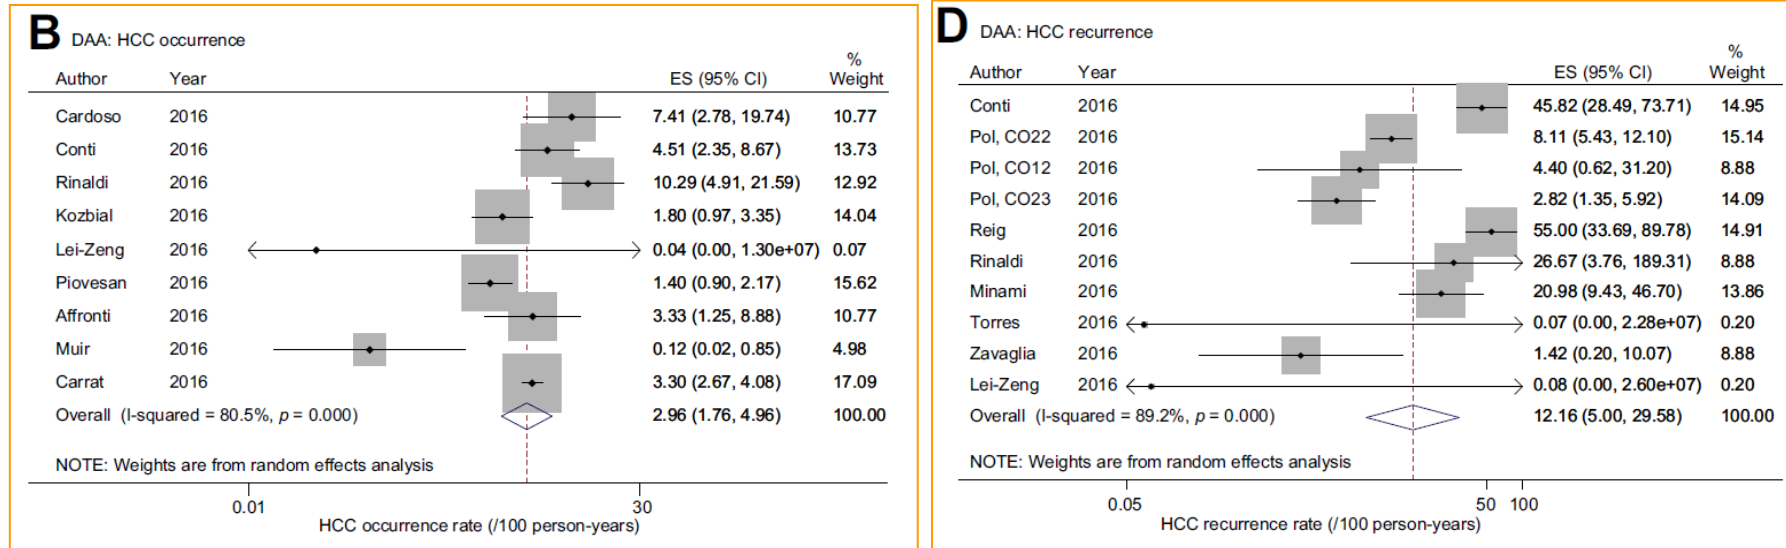 B DAA: HCC occurrence
Author Year ES (95% CI) % Weight
Cardoso 2016 7.41 (2.78, 19.74) 10.77
Conti 2016 4.51 (2.35, 8.67) 13.73
Rinaldi 2016 10.29 (4.91, 21.59) 12.92
Kozbial 2016 1.80 (0.97, 3.35) 14.04
Lei-Zeng 2016 0.04 (0.00, 1.30e+07) 0.07
Piovesan 2016 1.40 (0.90, 2.17) 15.62
Affronti 2016 3.33 (1.25, 8.88) 10.77
Muir 2016 0.12 (0.02, 0.85) 4.98
Carrat 2016 3.30 (2.67, 4.08) 17.09
Overall (I-squared = 80.5%, p = 0.000) 2.96 (1.76, 4.96) 100.00
NOTE: Weights are from random effects analysis
0.01 30
HCC occurrence rate (/100 person-years)
D DAA: HCC recurrence
Author Year ES (95% CI) % Weight
Conti 2016 45.82 (28.49, 73.71) 14.95
Pol, CO22 2016 8.11 (5.43, 12.10) 15.14
Pol, CO12 2016 4.40 (0.62, 31.20) 8.88
Pol, CO23 2016 2.82 (1.35, 5.92) 14.09
Reig 2016 55.00 (33.69, 89.78) 14.91
Rinaldi 2016 26.67 (3.76, 189.31) 8.88
Minami 2016 20.98 (9.43, 46.70) 13.86
Torres 2016 0.07 (0.00, 2.28e+07) 0.20
Zavaglia 2016 1.42 (0.20, 10.07) 8.88
Lei-Zeng 2016 0.08 (0.00, 2.60e+07) 0.20
Overall (I-squared = 89.2%, p = 0.000) 12.16 (5.00, 29.58) 100.00
NOTE: Weights are from random effects analysis
0.05 50 100
HCC recurrence rate (/100 person-years)